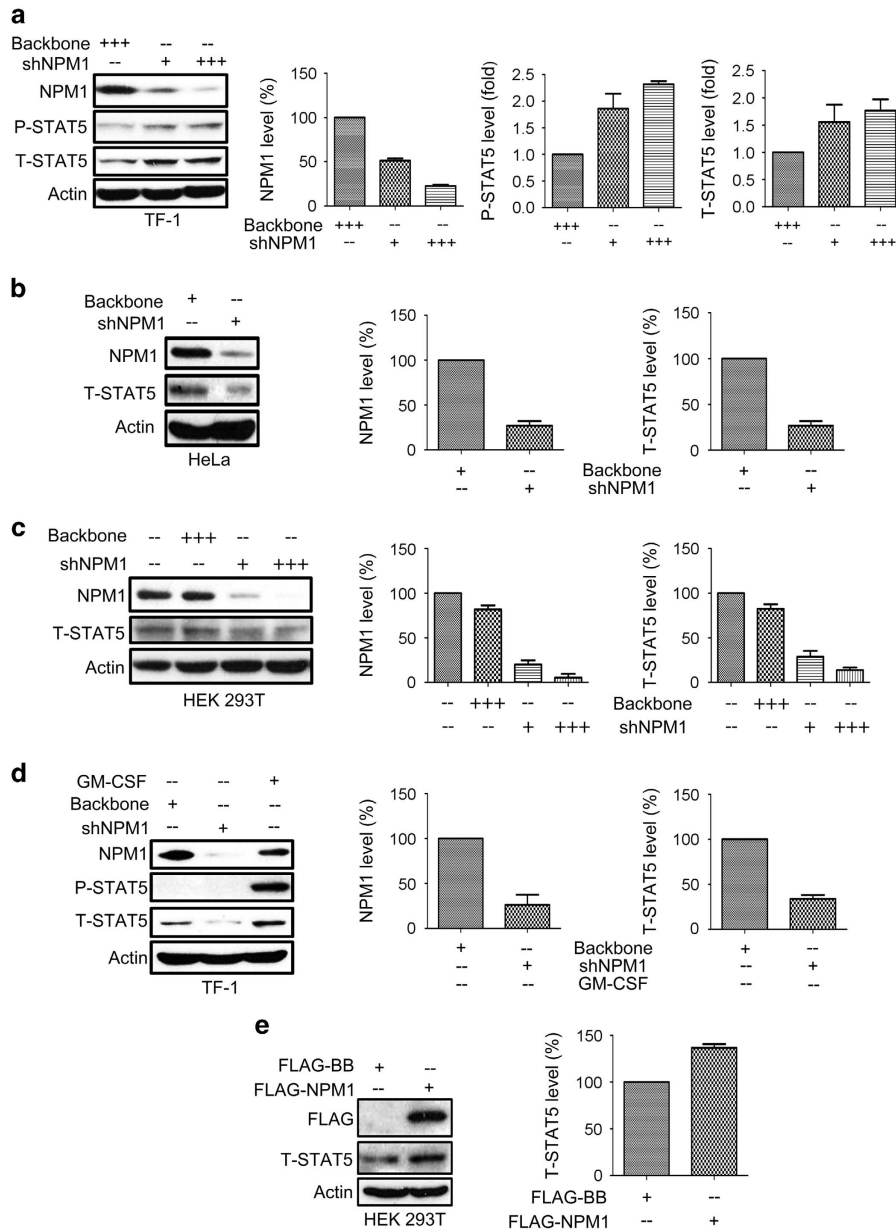 a
Backbone +++ -- --
shNPM1 -- + +++
NPM1
P-STAT5
T-STAT5
Actin
TF-1
NPM1 level (%)
150
100
50
0
Backbone +++ -- --
shNPM1 -- + +++
P-STAT5 level (fold)
2.5
2.0
1.5
1.0
0.5
0.0
+++ -- --
-- + +++
T-STAT5 level (fold)
2.5
2.0
1.5
1.0
0.5
0.0
+++ -- --
-- + +++
b
Backbone + --
shNPM1 -- +
NPM1
T-STAT5
Actin
HeLa
NPM1 level (%)
150
100
50
0
T-STAT5 level (%)
150
100
50
0
+ -- Backbone + --
-- + shNPM1 -- +
c
Backbone -- +++ -- --
shNPM1 -- -- + +++
NPM1
T-STAT5
Actin
HEK 293T
NPM1 level (%)
150
100
50
0
T-STAT5 level (%)
150
100
50
0
-- +++ -- -- Backbone -- +++ -- --
-- -- + +++ shNPM1 -- -- + +++
d
GM-CSF -- -- +
Backbone + -- --
shNPM1 -- + --
NPM1
P-STAT5
T-STAT5
Actin
TF-1
NPM1 level (%)
150
100
50
0
T-STAT5 level (%)
150
100
50
0
+ -- Backbone + --
-- + shNPM1 -- +
-- -- GM-CSF -- --
e
FLAG-BB + --
FLAG-NPM1 -- +
FLAG
T-STAT5
Actin
HEK 293T
T-STAT5 level (%)
150
100
50
0
FLAG-BB + --
FLAG-NPM1 -- +